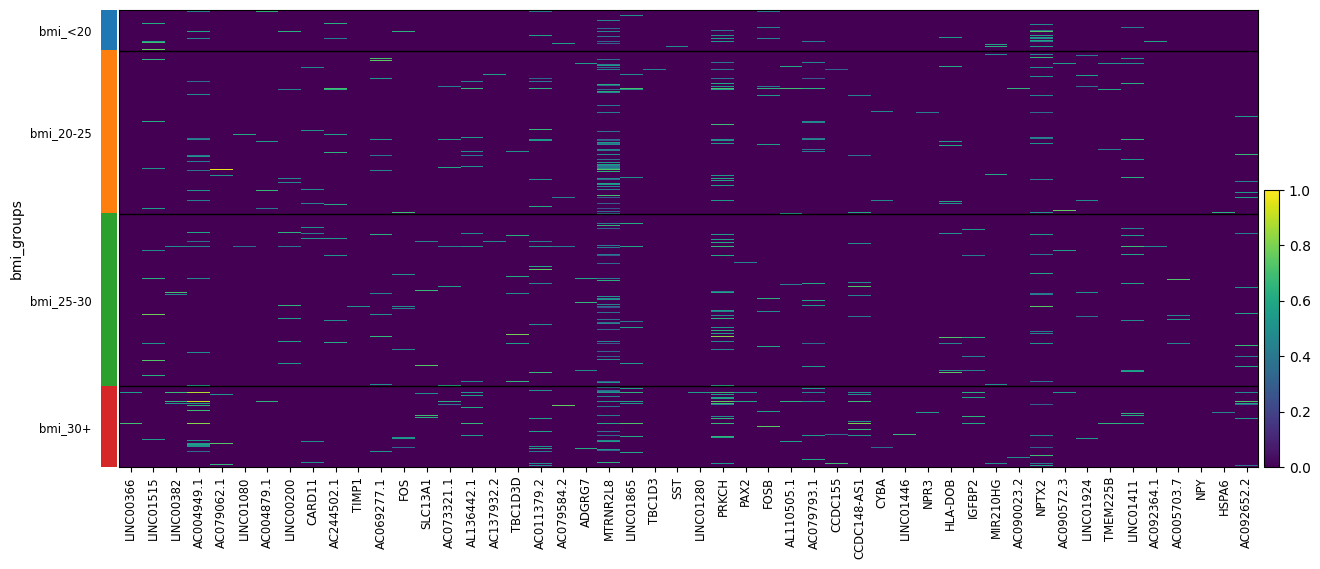 bmi_<20
bmi_20-25
bmi_25-30
bmi_30+
bmi_groups
1.0
0.8
0.6
0.4
0.2
0.0
LINC00366
LINC01515
LINC00382
AC004949.1
AC079062.1
LINC01080
AC004879.1
LINC00200
CARD11
AC244502.1
TIMP1
AC069277.1
FOS
SLC13A1
AC073321.1
AL136442.1
AC137932.2
TBC1D3D
AC011379.2
AC079584.2
ADGRG7
MTRNR2L8
LINC01865
TBC1D3
SST
LINC01280
PRKCH
PAX2
FOSB
AL110505.1
AC079793.1
CCDC155
CCDC148-AS1
CYBA
LINC01446
NPR3
HLA-DOB
IGFBP2
MIR210HG
AC090023.2
NPTX2
AC090572.3
LINC01924
TMEM225B
LINC01411
AC092364.1
AC005703.7
NPY
HSPA6
AC092652.2